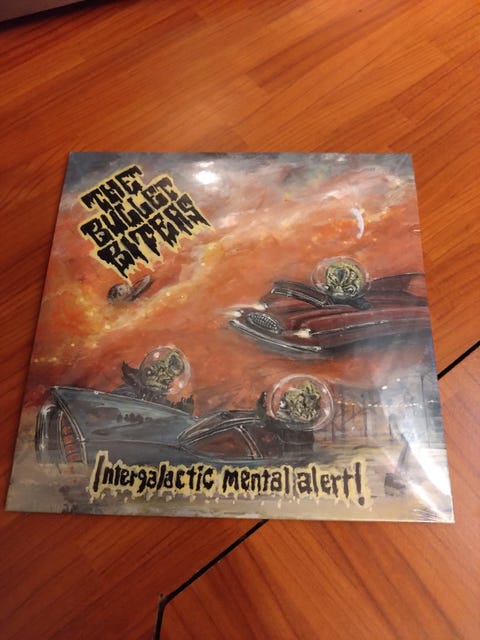 THE
BULLET
BITERS
Intergalactic mental alert!